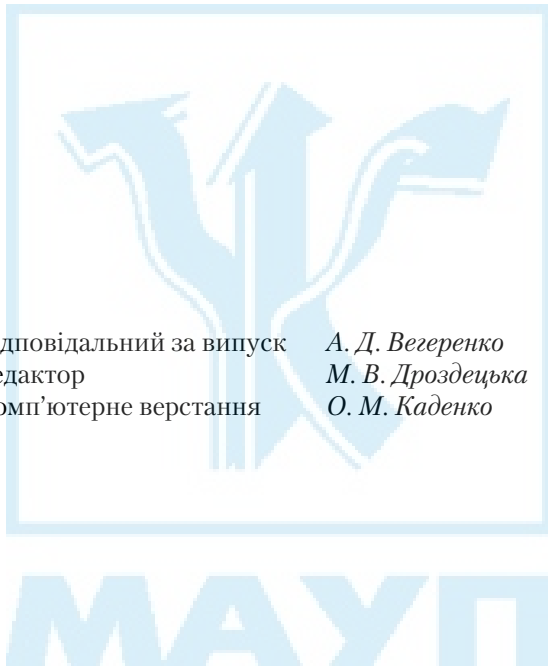 дповідальний за випуск А. Д. Вегеренко
едактор М. В. Дроздецька
омп’ютерне верстання О. М. Каденко
МАУП